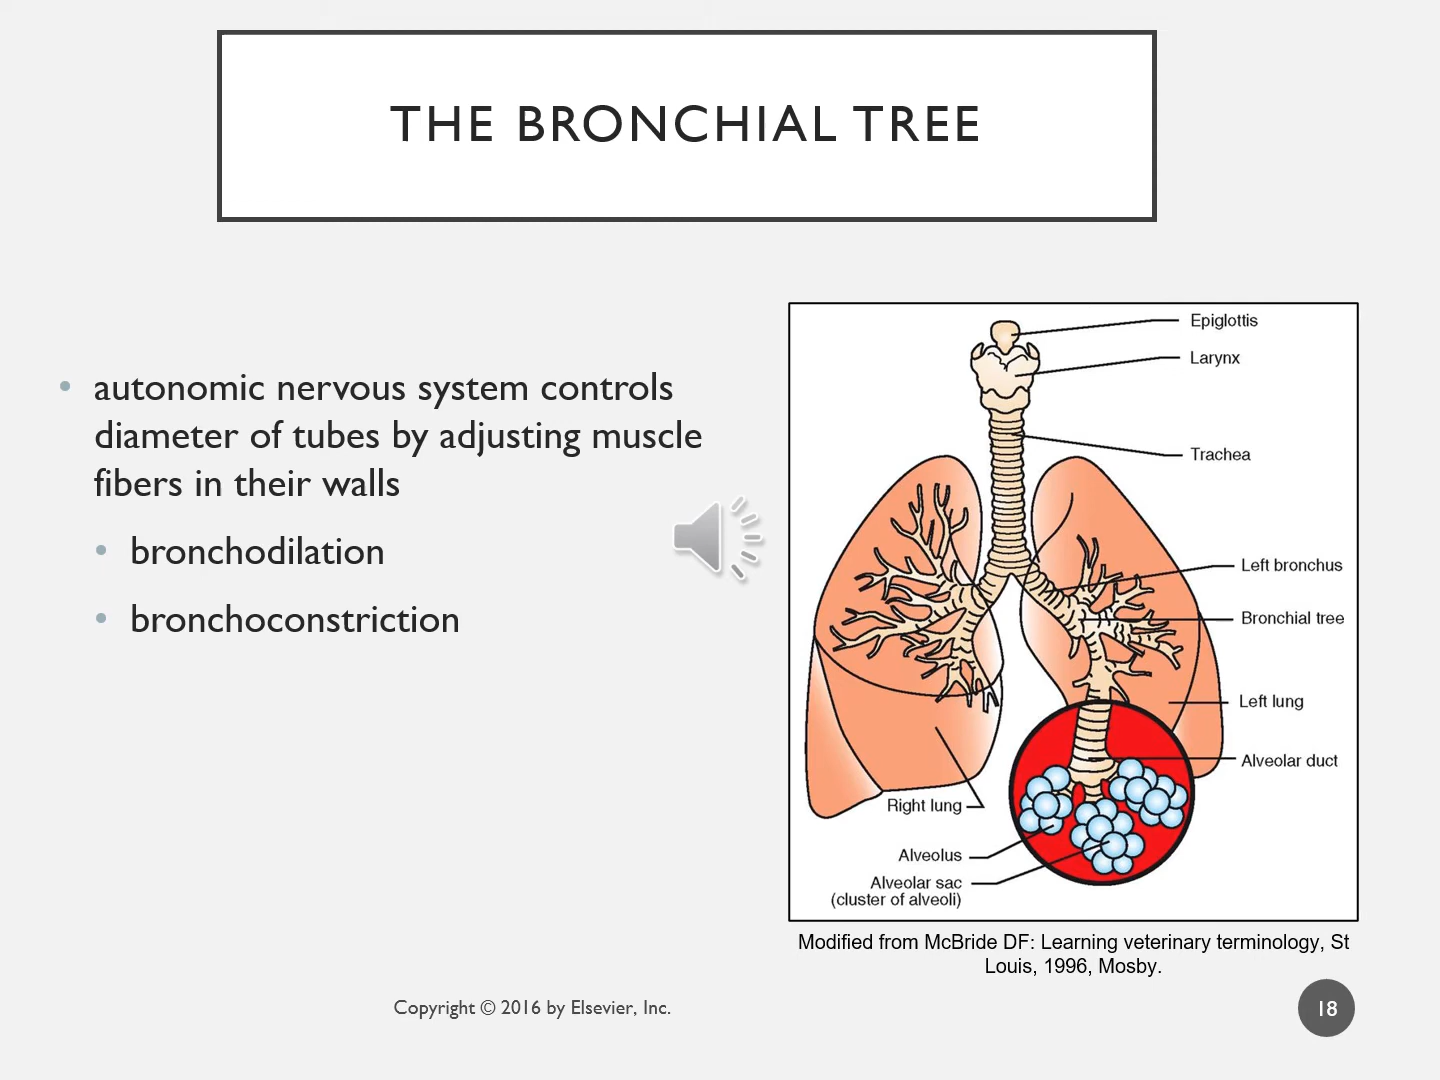 THE BRONCHIAL TREE
autonomic nervous system controls
diameter of tubes by adjusting muscle
fibers in their walls
bronchodilation
bronchoconstriction
Epiglottis
Larynx
Trachea
Left bronchus
Bronchial tree
Left lung
Alveolar duct
Right lung
Alveolus
Alveolar sac
(cluster of alveoli)
Modified from McBride DF: Learning veterinary terminology, St
Louis, 1996, Mosby.
Copyright © 2016 by Elsevier, Inc.
18